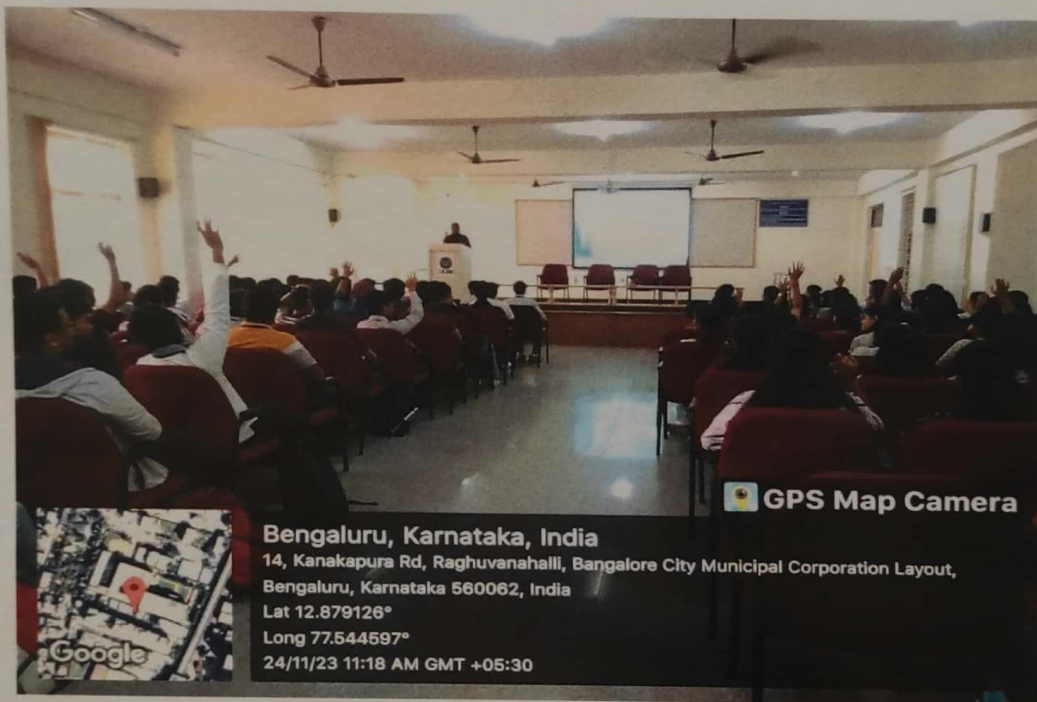 GPS Map Camera
Bengaluru, Karnataka, India
14, Kanakapura Rd, Raghuvanahalli, Bangalore City Municipal Corporation Layout,
Bengaluru, Karnataka 560062, India
Lat 12.879126°
Long 77.544597°
24/11/23 11:18 AM GMT +05:30
Google